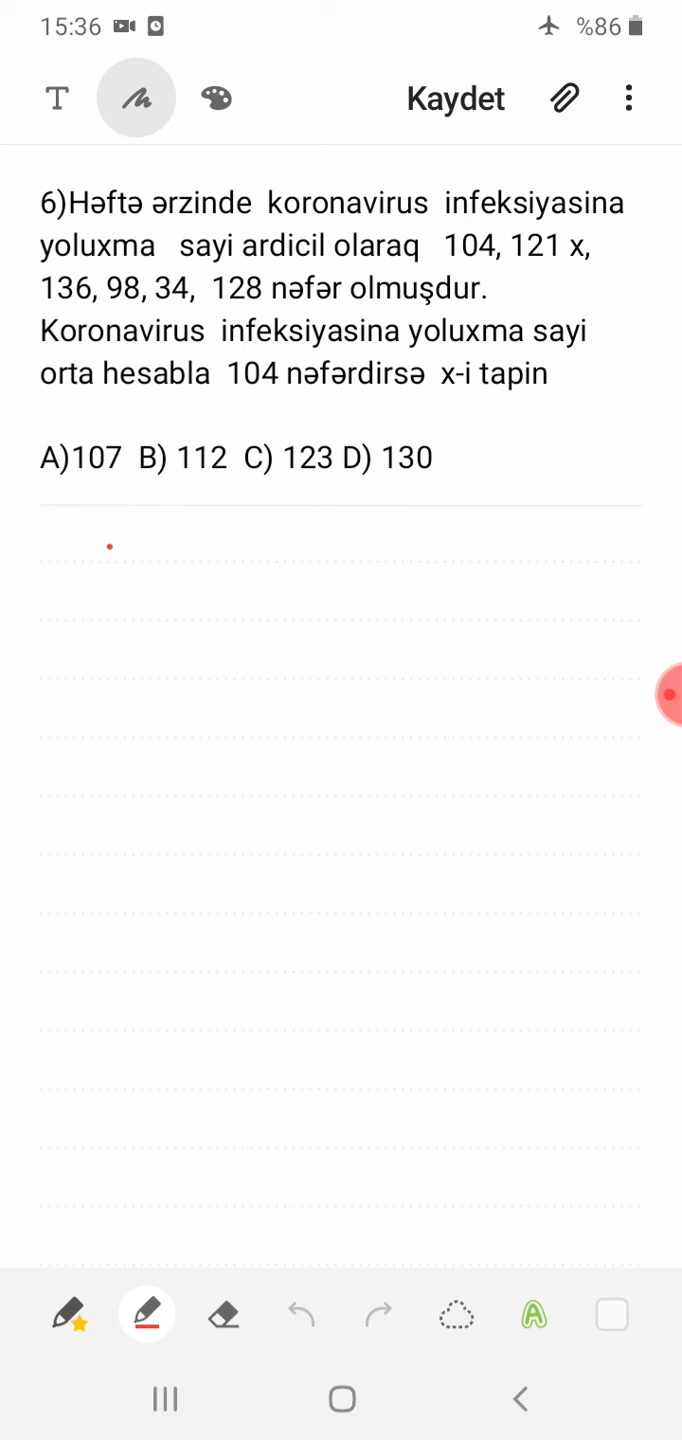 15:36 %86
T Kaydet
6)Həftə ərzinde koronavirus infeksiyasina
yoluxma sayi ardicil olaraq 104, 121 x,
136, 98, 34, 128 nəfər olmuşdur.
Koronavirus infeksiyasina yoluxma sayi
orta hesabla 104 nəfərdirsə x-i tapin
A)107 B) 112 C) 123 D) 130
A